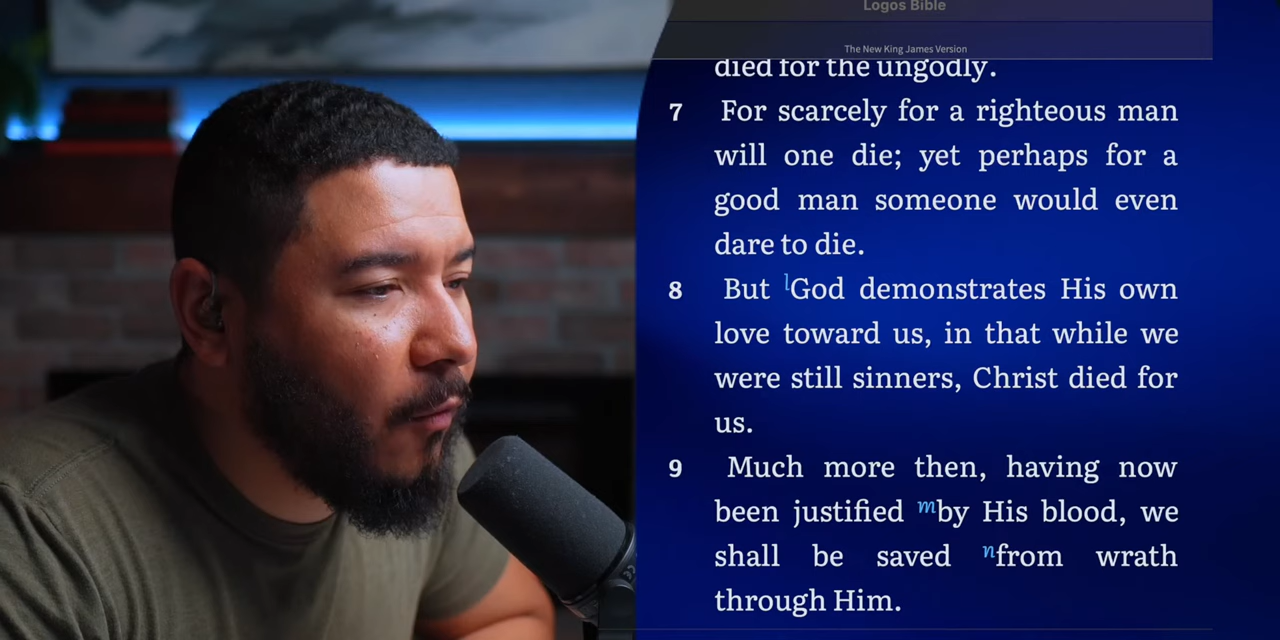 Logos Bible
The New King James Version
died for the ungodly.
7 For scarcely for a righteous man
will one die; yet perhaps for a
good man someone would even
dare to die.
8 But lGod demonstrates His own
love toward us, in that while we
were still sinners, Christ died for
us.
9 Much more then, having now
been justified mby His blood, we
shall be saved nfrom wrath
through Him.